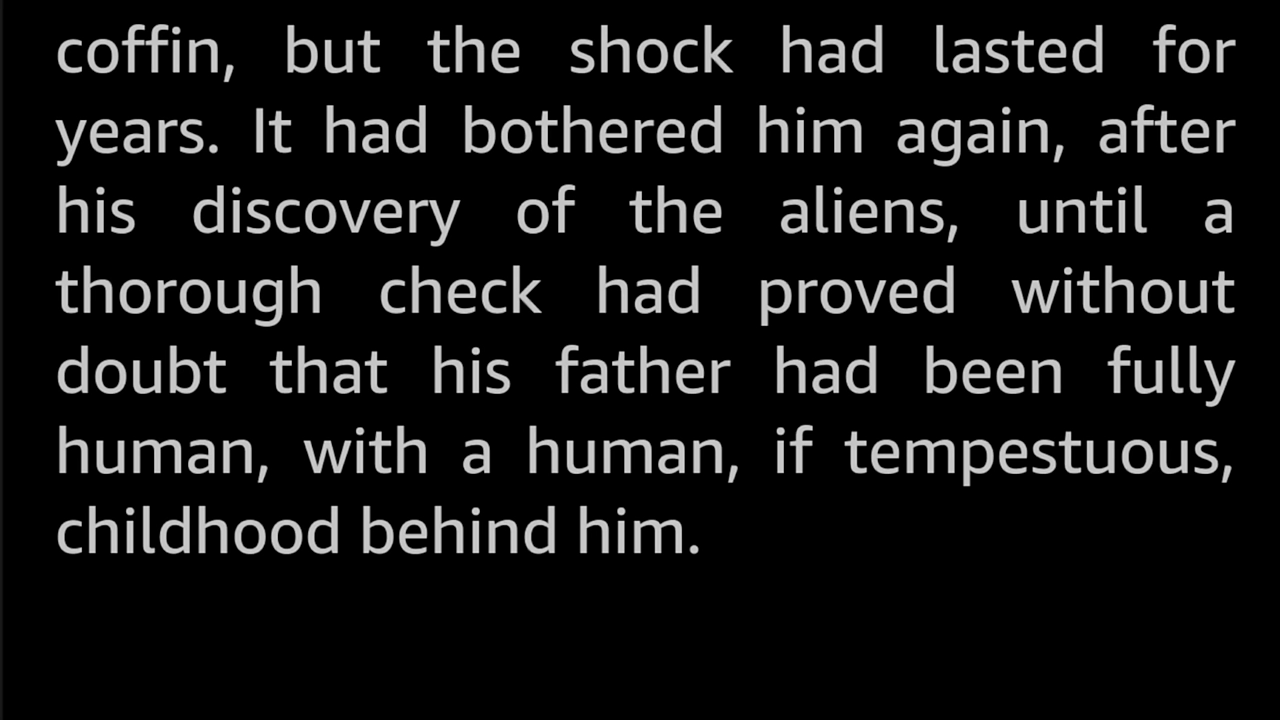 coffin, but the shock had lasted for
years. It had bothered him again, after
his discovery of the aliens, until a
thorough check had proved without
doubt that his father had been fully
human, with a human, if tempestuous,
childhood behind him.